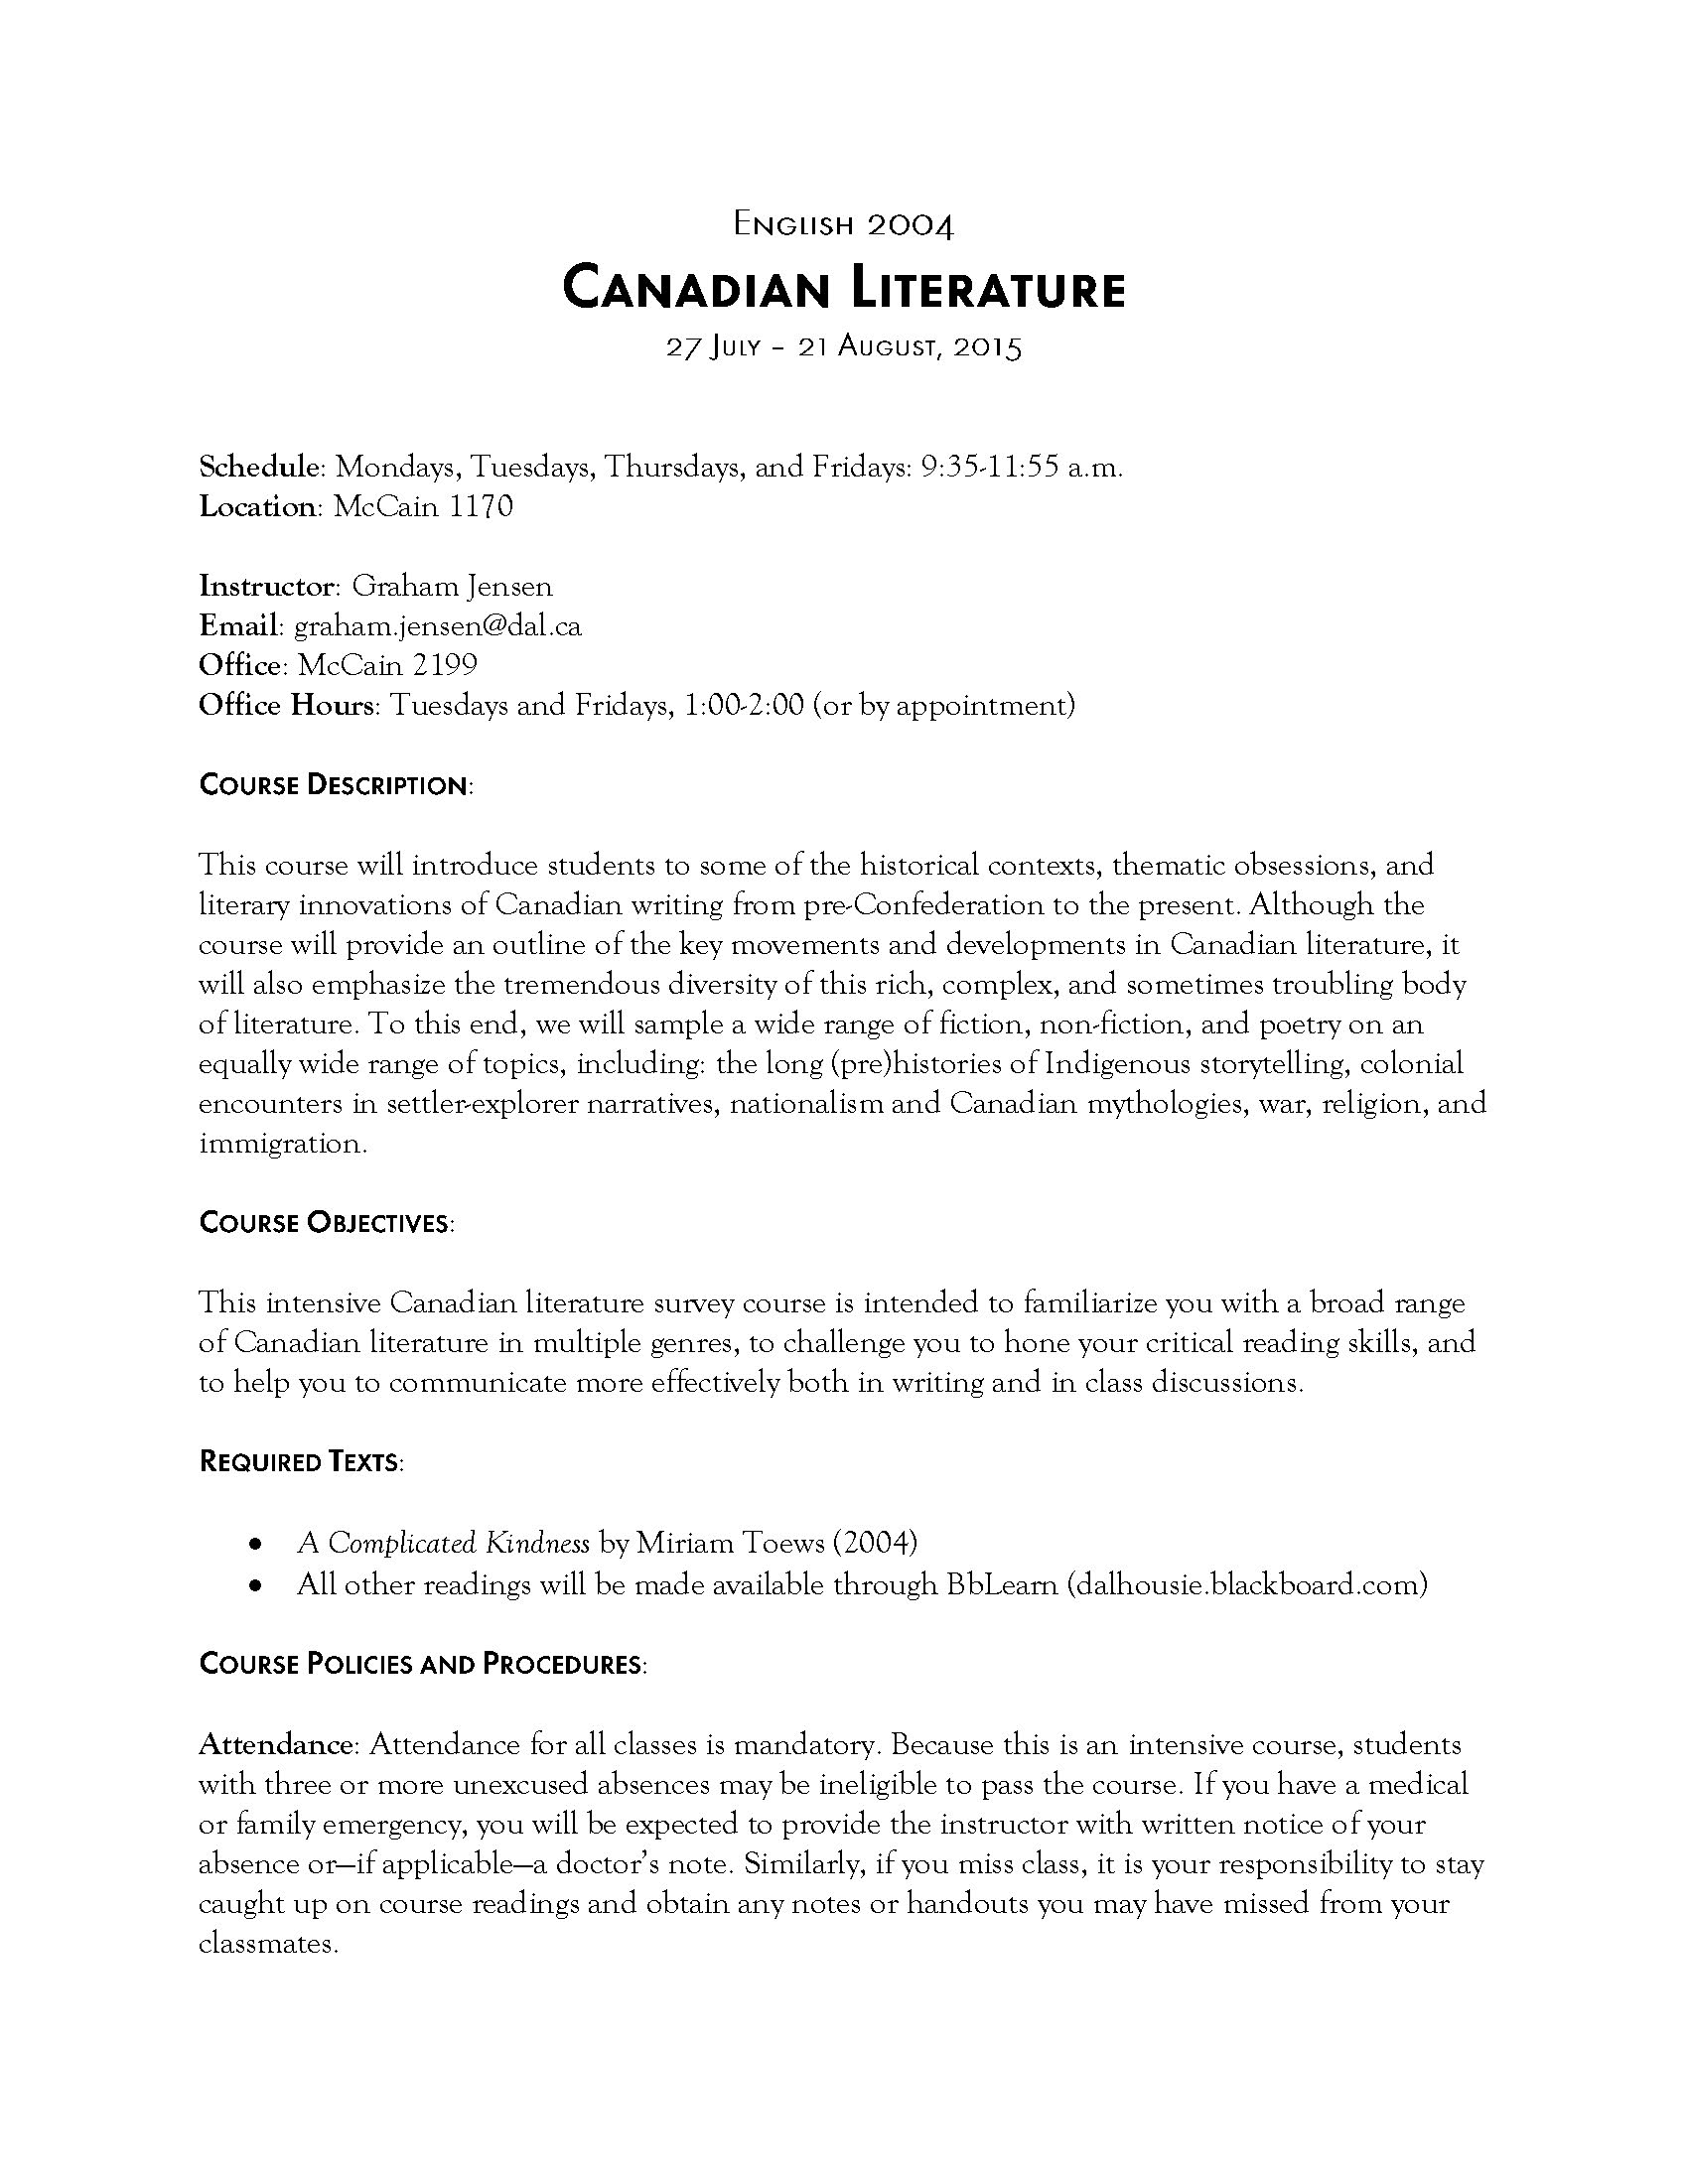 English 2004
Canadian Literature
27 July – 21 August, 2015
Schedule: Mondays, Tuesdays, Thursdays, and Fridays: 9:35-11:55 a.m.
Location: McCain 1170
Instructor: Graham Jensen
Email: graham.jensen@dal.ca
Office: McCain 2199
Office Hours: Tuesdays and Fridays, 1:00-2:00 (or by appointment)
Course Description:
This course will introduce students to some of the historical contexts, thematic obsessions, and
literary innovations of Canadian writing from pre-Confederation to the present. Although the
course will provide an outline of the key movements and developments in Canadian literature, it
will also emphasize the tremendous diversity of this rich, complex, and sometimes troubling body
of literature. To this end, we will sample a wide range of fiction, non-fiction, and poetry on an
equally wide range of topics, including: the long (pre)histories of Indigenous storytelling, colonial
encounters in settler-explorer narratives, nationalism and Canadian mythologies, war, religion, and
immigration.
Course Objectives:
This intensive Canadian literature survey course is intended to familiarize you with a broad range
of Canadian literature in multiple genres, to challenge you to hone your critical reading skills, and
to help you to communicate more effectively both in writing and in class discussions.
Required Texts:
• A Complicated Kindness by Miriam Toews (2004)
• All other readings will be made available through BbLearn (dalhousie.blackboard.com)
Course Policies and Procedures:
Attendance: Attendance for all classes is mandatory. Because this is an intensive course, students
with three or more unexcused absences may be ineligible to pass the course. If you have a medical
or family emergency, you will be expected to provide the instructor with written notice of your
absence or—if applicable—a doctor's note. Similarly, if you miss class, it is your responsibility to stay
caught up on course readings and obtain any notes or handouts you may have missed from your
classmates.